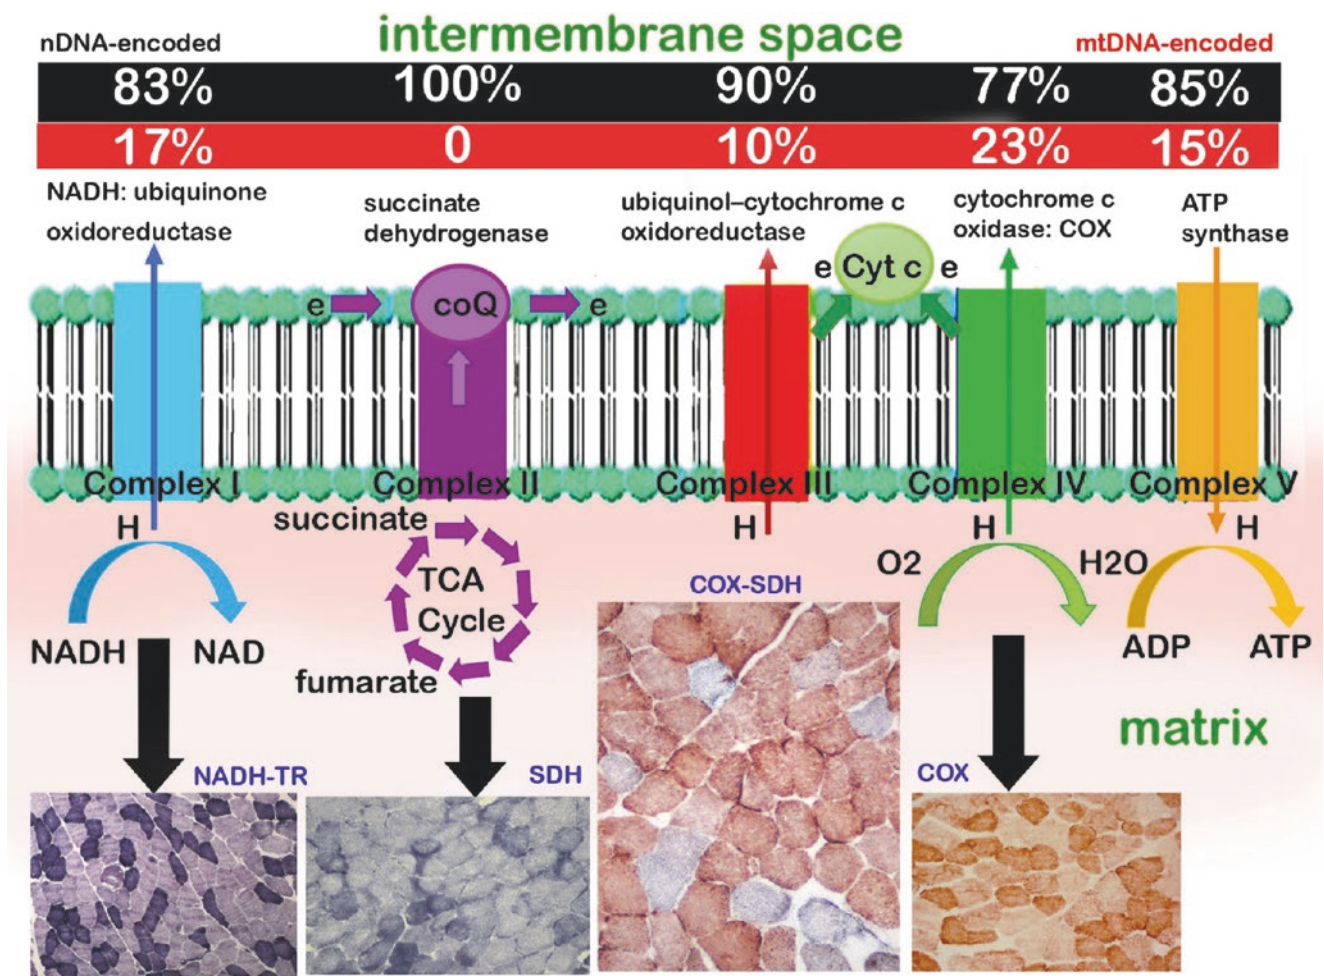 nDNA-encoded
intermembrane space
mtDNA-encoded
83% 100% 90% 77% 85%
17% 0 10% 23% 15%
NADH: ubiquinone
oxidoreductase
succinate
dehydrogenase
ubiquinol–cytochrome c
oxidoreductase
cytochrome c
oxidase: COX
ATP
synthase
e
coQ
e
e
Cyt c
e
Complex I
Complex II
Complex III
Complex IV
Complex V
H
succinate
H
H
H
TCA
Cycle
fumarate
NADH
NAD
COX-SDH
O2
H2O
ADP
ATP
matrix
NADH-TR
SDH
COX